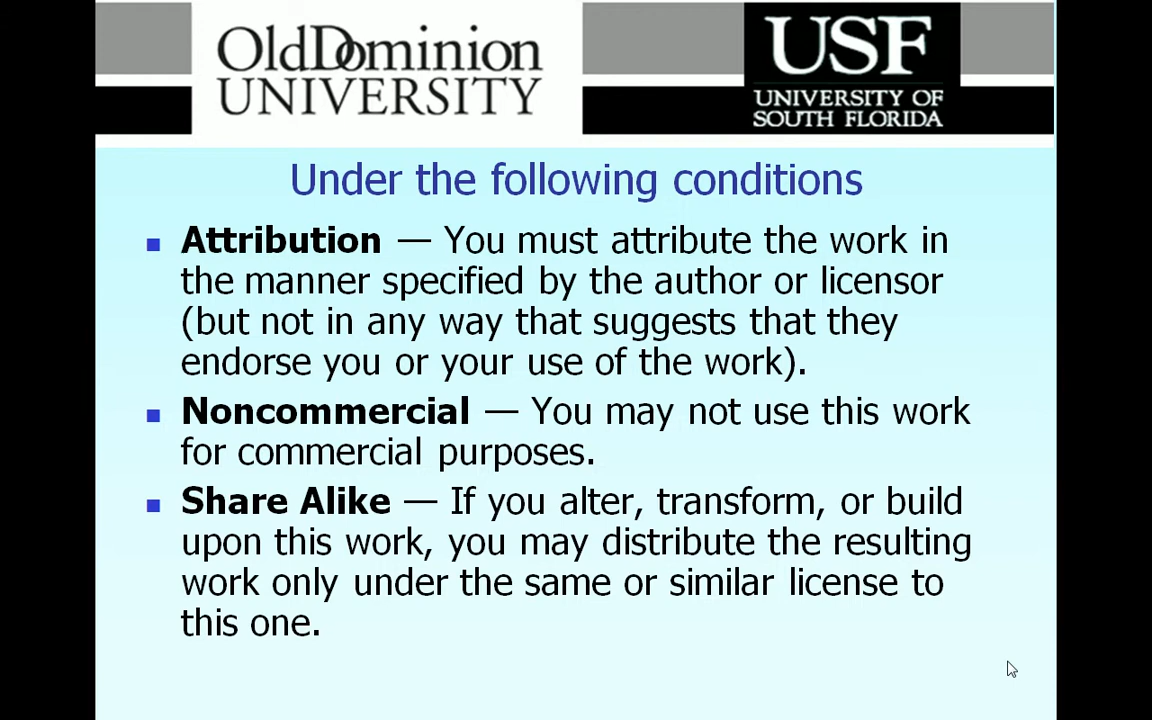 OldDominion
UNIVERSITY
USF
UNIVERSITY OF
SOUTH FLORIDA
Under the following conditions
Attribution — You must attribute the work in
the manner specified by the author or licensor
(but not in any way that suggests that they
endorse you or your use of the work).
Noncommercial — You may not use this work
for commercial purposes.
Share Alike — If you alter, transform, or build
upon this work, you may distribute the resulting
work only under the same or similar license to
this one.